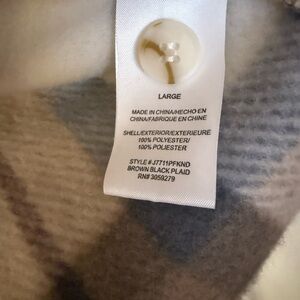 LARGE
MADE IN CHINA/HECHO EN
CHINA/FABRIQUE EN CHINE
SHELL/EXTERIOR/EXTERIEURE
100% POLYESTER/
100% POLIESTER
STYLE # J7711PFKND
BROWN BLACK PLAID
RN# 3059279